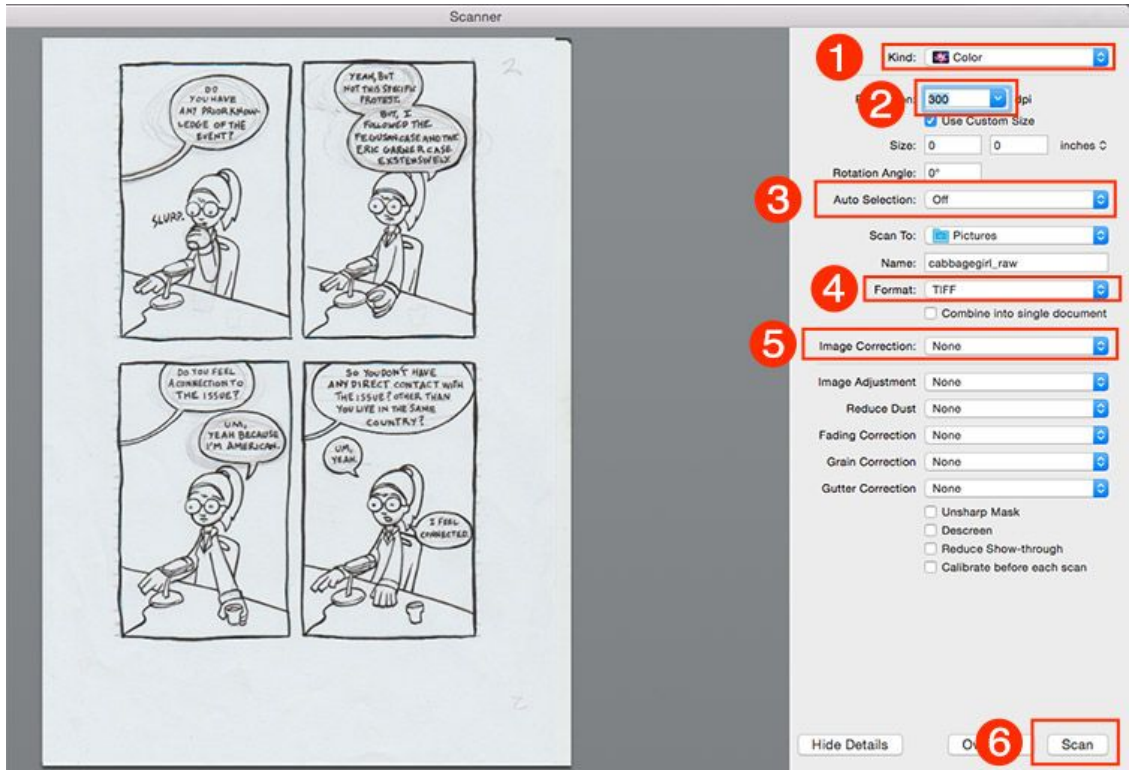 Scanner
2
DO
YOU HAVE
ANY PRIOR KNOW-
LEDGE OF THE
EVENT?
SLURP.
YEAH, BUT
NOT THIS SPECIFIC
PROTEST.
BUT, I
FOLLOWED THE
FEGUSAN CASE AND THE
ERIC GARNER CASE
EXSTENSIVELY
DO YOU FEEL
A CONNECTION TO
THE ISSUE?
UM,
YEAH BECAUSE
I'M AMERICAN.
SO YOU DON'T HAVE
ANY DIRECT CONTACT WITH
THE ISSUE? OTHER THAN
YOU LIVE IN THE SAME
COUNTRY?
UM,
YEAH.
I FEEL
CONNECTED.
2
1 Kind: Color
2 300 dpi
Use Custom Size
Size: 0 0 inches
Rotation Angle: 0°
3 Auto Selection: Off
Scan To: Pictures
Name: cabbagegirl_raw
4 Format: TIFF
Combine into single document
5 Image Correction: None
Image Adjustment None
Reduce Dust None
Fading Correction None
Grain Correction None
Gutter Correction None
Unsharp Mask
Descreen
Reduce Show-through
Calibrate before each scan
Hide Details 6 Scan